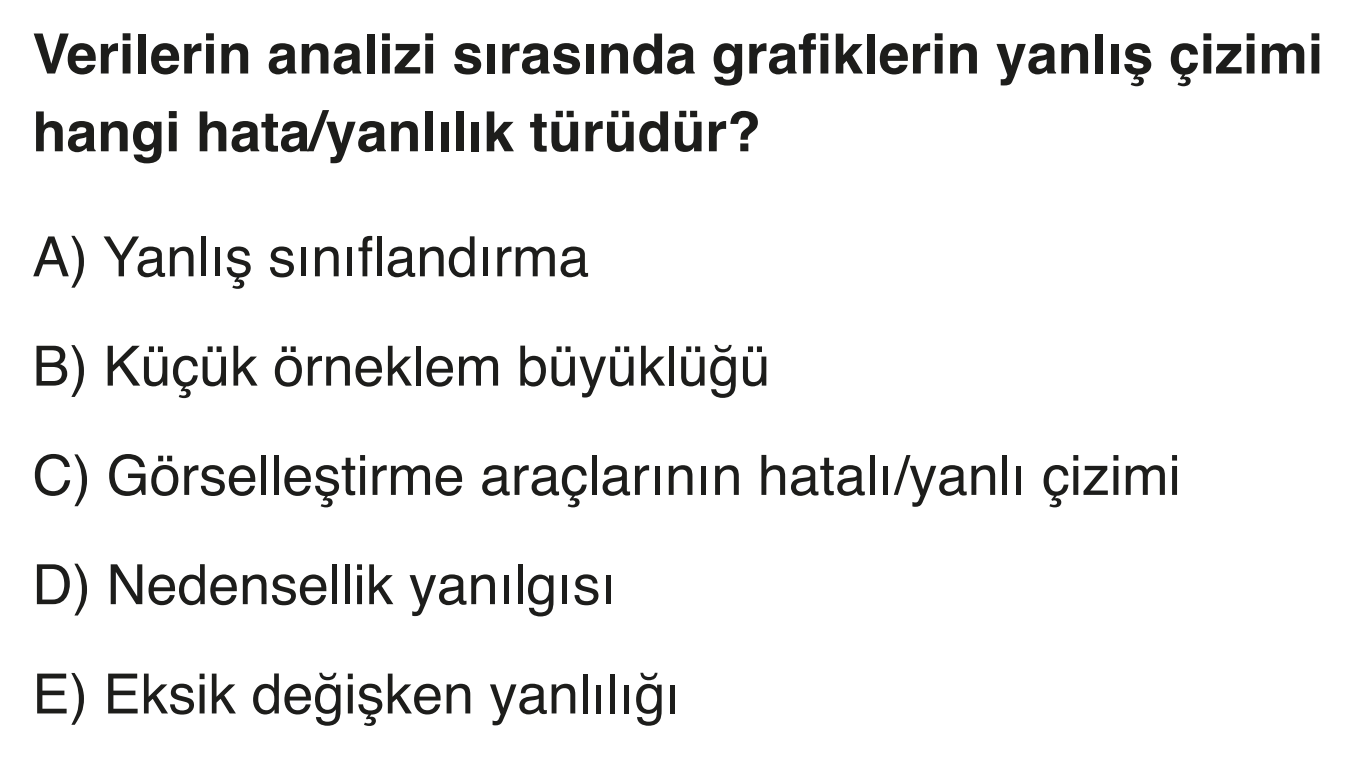 Verilerin analizi sırasında grafiklerin yanlış çizimi
hangi hata/yanlılık türüdür?
A) Yanlış sınıflandırma
B) Küçük örneklem büyüklüğü
C) Görselleştirme araçlarının hatalı/yanlı çizimi
D) Nedensellik yanılgısı
E) Eksik değişken yanlılığı